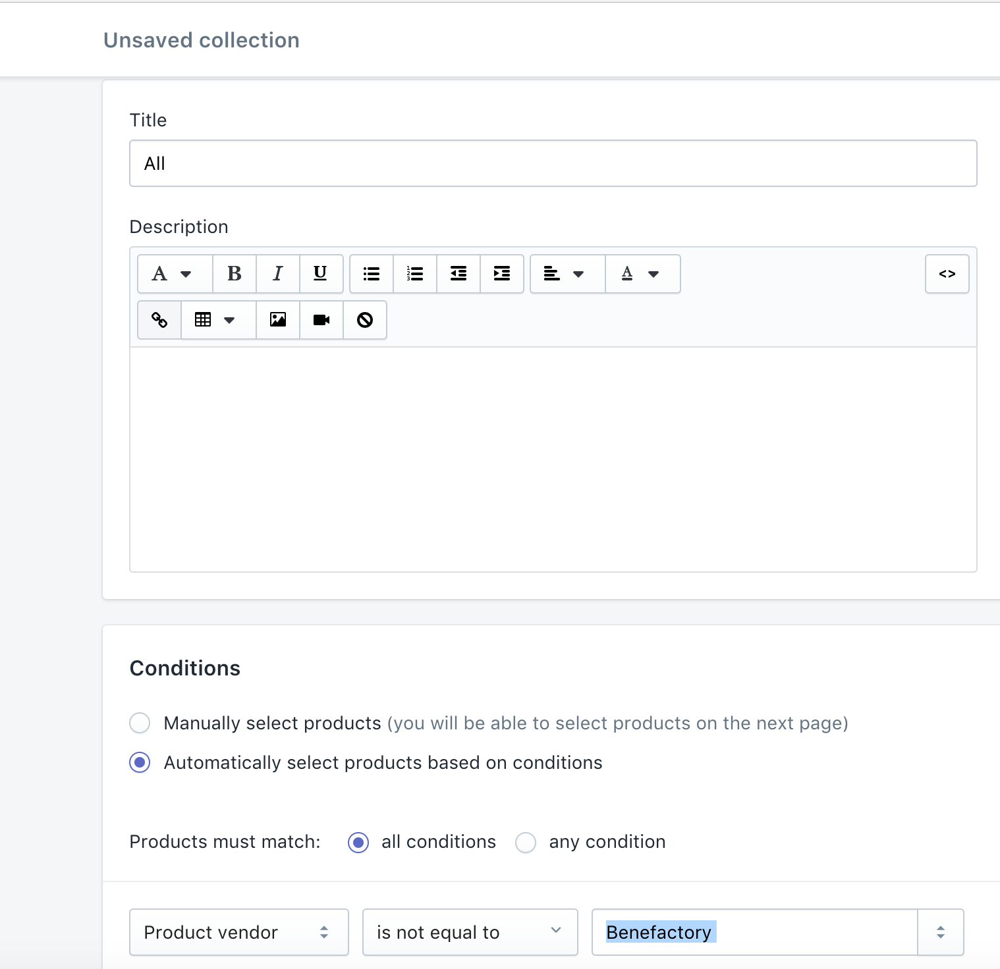 Unsaved collection
Title
All
Description
A B I U A <>
Conditions
Manually select products (you will be able to select products on the next page)
Automatically select products based on conditions
Products must match: all conditions any condition
Product vendor is not equal to Benefactory